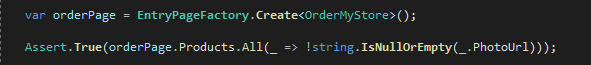 var orderPage = EntryPageFactory.Create<OrderMyStore>();
Assert.True(orderPage.Products.All(_ => !string.IsNullOrEmpty(_.PhotoUrl)));